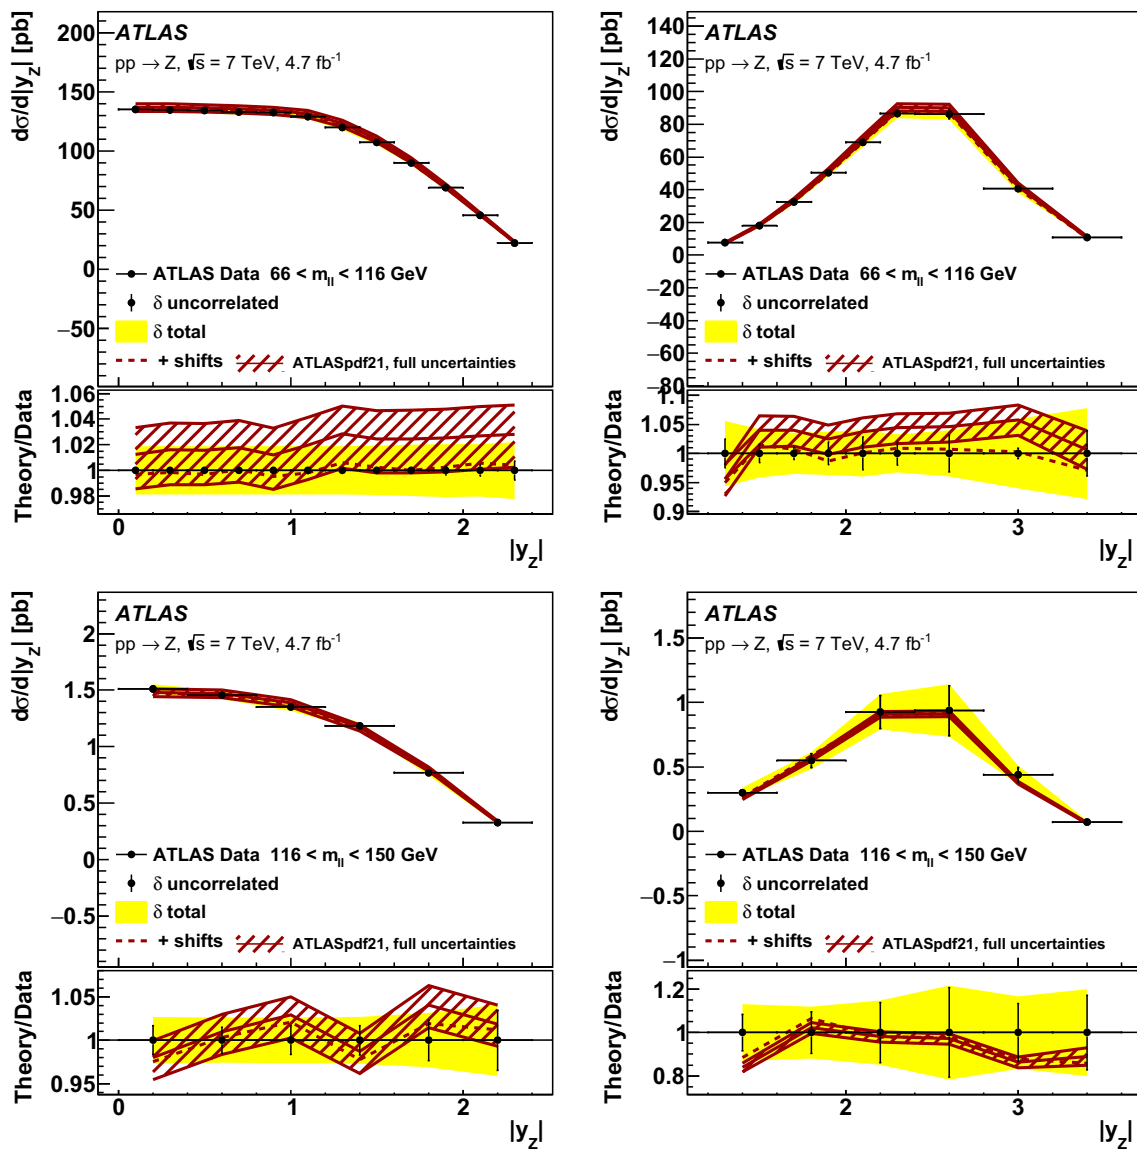 ATLAS
pp → Z, √s = 7 TeV, 4.7 fb⁻¹
dσ/d|y_Z| [pb]
200
150
100
50
0
−50
ATLAS Data 66 < m_ll < 116 GeV
δ uncorrelated
δ total
+ shifts ATLASpdf21, full uncertainties
Theory/Data
1.06
1.04
1.02
1
0.98
0 1 2
|y_Z|
ATLAS
pp → Z, √s = 7 TeV, 4.7 fb⁻¹
dσ/d|y_Z| [pb]
140
120
100
80
60
40
20
0
−20
−40
−60
−80
ATLAS Data 66 < m_ll < 116 GeV
δ uncorrelated
δ total
+ shifts ATLASpdf21, full uncertainties
Theory/Data
1.1
1.05
1
0.95
0.9
2 3
|y_Z|
ATLAS
pp → Z, √s = 7 TeV, 4.7 fb⁻¹
dσ/d|y_Z| [pb]
2
1.5
1
0.5
0
−0.5
ATLAS Data 116 < m_ll < 150 GeV
δ uncorrelated
δ total
+ shifts ATLASpdf21, full uncertainties
Theory/Data
1.05
1
0.95
0 1 2
|y_Z|
ATLAS
pp → Z, √s = 7 TeV, 4.7 fb⁻¹
dσ/d|y_Z| [pb]
1.5
1
0.5
0
−0.5
−1
ATLAS Data 116 < m_ll < 150 GeV
δ uncorrelated
δ total
+ shifts ATLASpdf21, full uncertainties
Theory/Data
1.2
1
0.8
2 3
|y_Z|